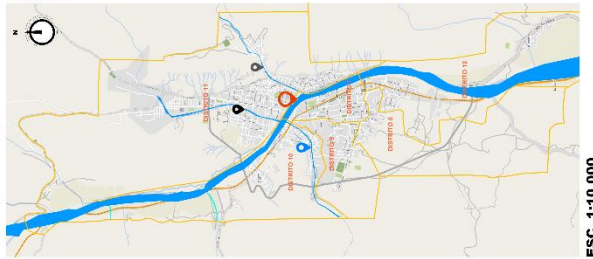 N
DISTRITO 11
DISTRITO 10
DISTRITO 9
DISTRITO 8
DISTRITO 12
ESC. 1:10.000